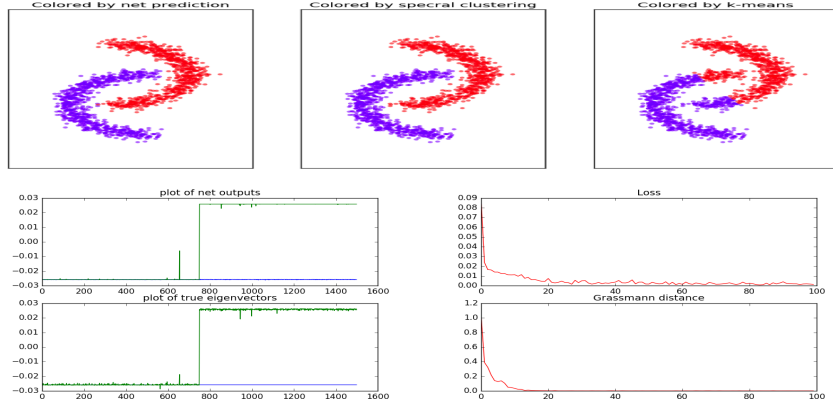 Colored by net prediction
Colored by specral clustering
Colored by k-means
plot of net outputs
0.03
0.02
0.01
0.00
−0.01
−0.02
−0.03
0 200 400 600 800 1000 1200 1400 1600
Loss
0.09
0.08
0.07
0.06
0.05
0.04
0.03
0.02
0.01
0.00
0 20 40 60 80 100
plot of true eigenvectors
0.03
0.02
0.01
0.00
−0.01
−0.02
−0.03
0 200 400 600 800 1000 1200 1400 1600
Grassmann distance
1.2
1.0
0.8
0.6
0.4
0.2
0.0
0 20 40 60 80 100